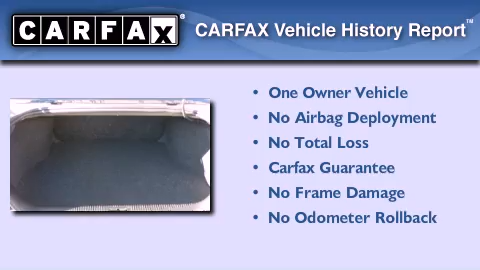 CARFAX® CARFAX Vehicle History Report™
• One Owner Vehicle
• No Airbag Deployment
• No Total Loss
• Carfax Guarantee
• No Frame Damage
• No Odometer Rollback